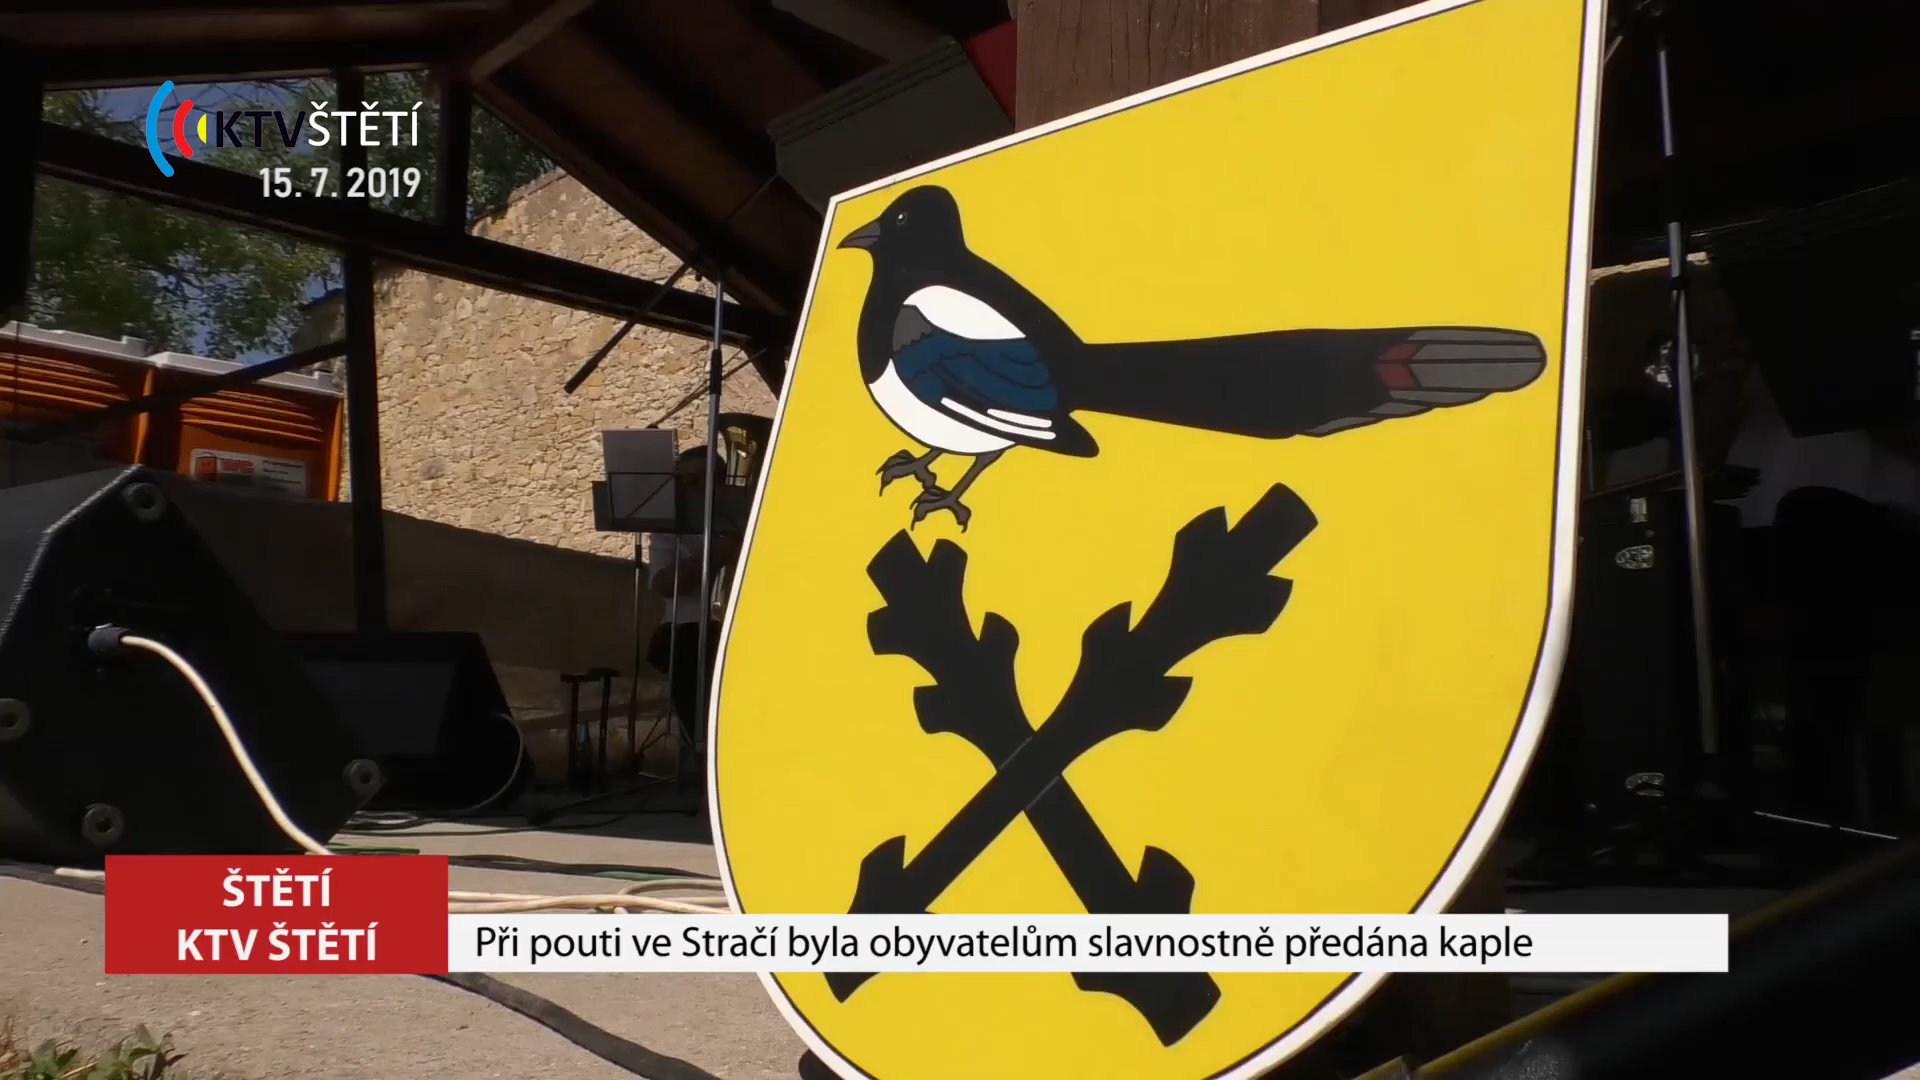 KTVŠTĚTÍ
15. 7. 2019
ŠTĚTÍ
KTV ŠTĚTÍ
Při pouti ve Stračí byla obyvatelům slavnostně předána kaple